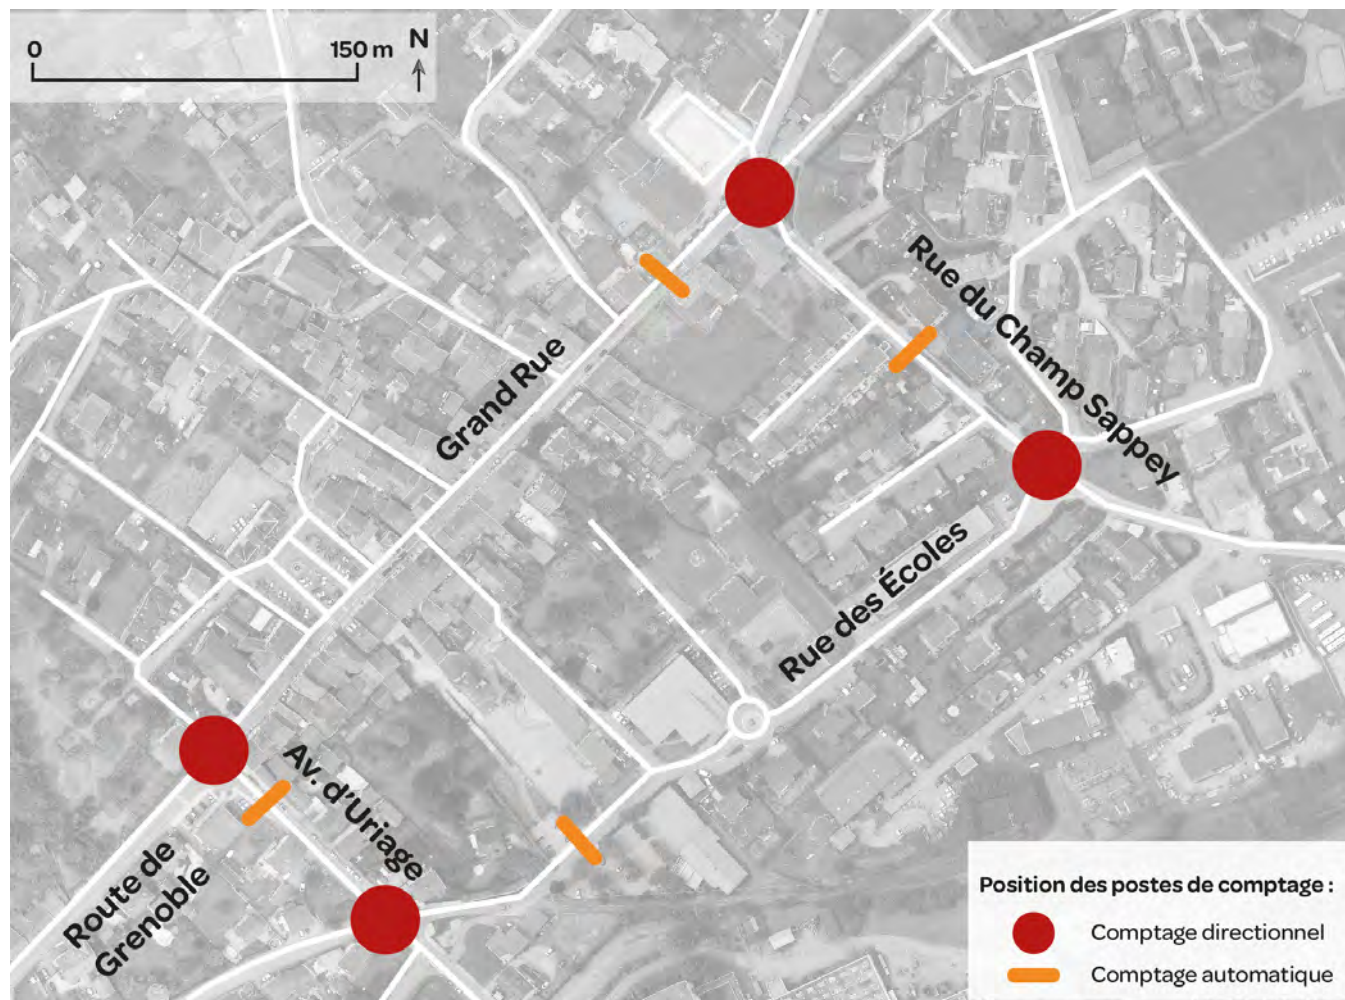 0 150 m N
Rue du Champ Sappey
Grand Rue
Rue des Écoles
Av. d'Uriage
Route de
Grenoble
Position des postes de comptage :
Comptage directionnel
Comptage automatique